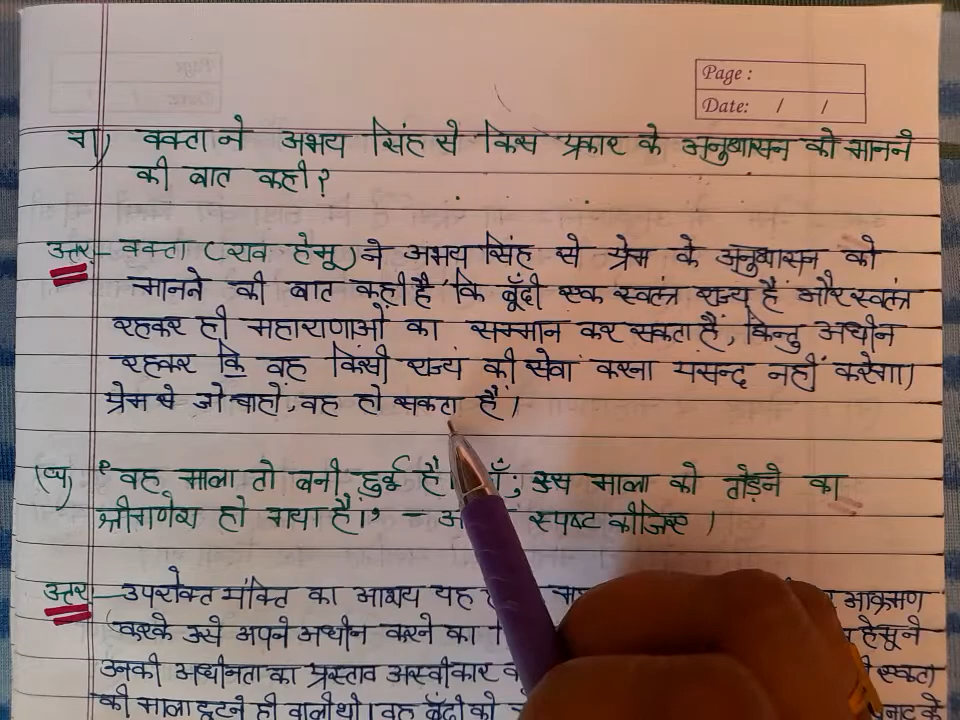 Page :
Date: / /
ग) वक्ता ने अभय सिंह से किस प्रकार के अनुशासन को मानने
की बात कही?
उत्तर- वक्ता (राव हेमू) ने अभय सिंह से प्रेम के अनुशासन को
मानने की बात कही है कि बूँदी एक स्वतंत्र राज्य है और स्वतंत्र
रहकर ही महाराणाओं का सम्मान कर सकता है, किन्तु अधीन
रहकर कि वह किसी राज्य की सेवा करना पसन्द नहीं करेगा।
प्रेम से जो चाहो, वह हो सकता है।
(घ) "वह माला तो बनी हुई है। हाँ, उस माला को तोड़ने का
श्रीगणेश हो गया है।" - स्पष्ट कीजिए।
उत्तर- उपरोक्त पंक्ति का आशय यह आक्रमण
करके उसे अपने अधीन करने का हेमू ने
उनकी अधीनता का प्रस्ताव अस्वीकार एकता
की माला टूटने ही वाली थी। वह बूँदी को